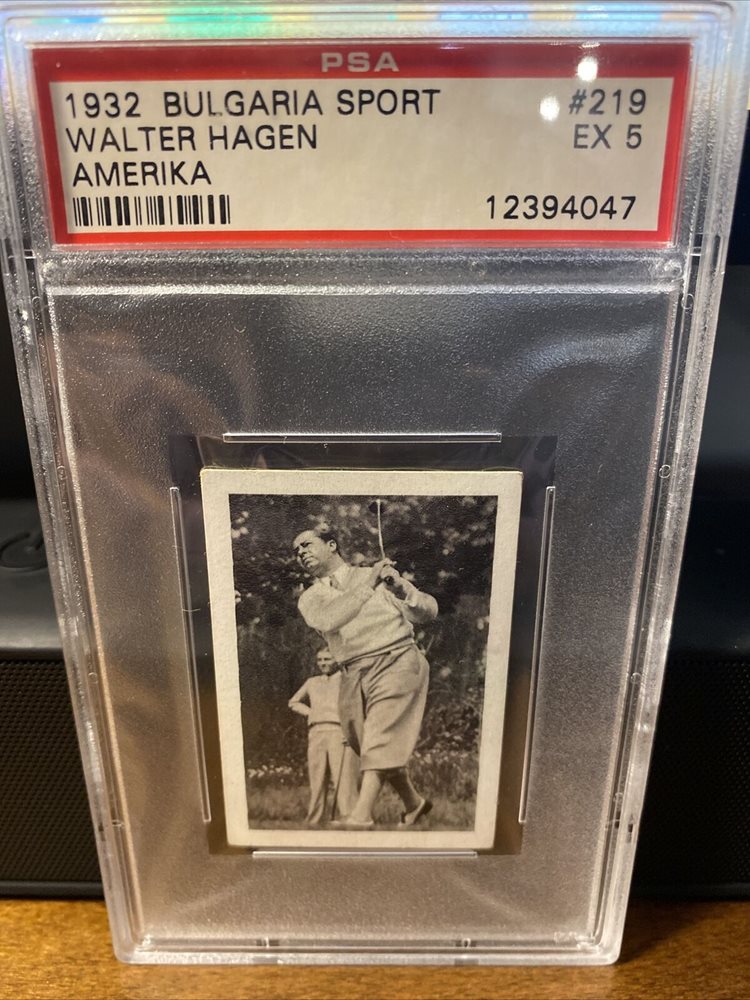 PSA
1932 BULGARIA SPORT #219
WALTER HAGEN EX 5
AMERIKA
12394047